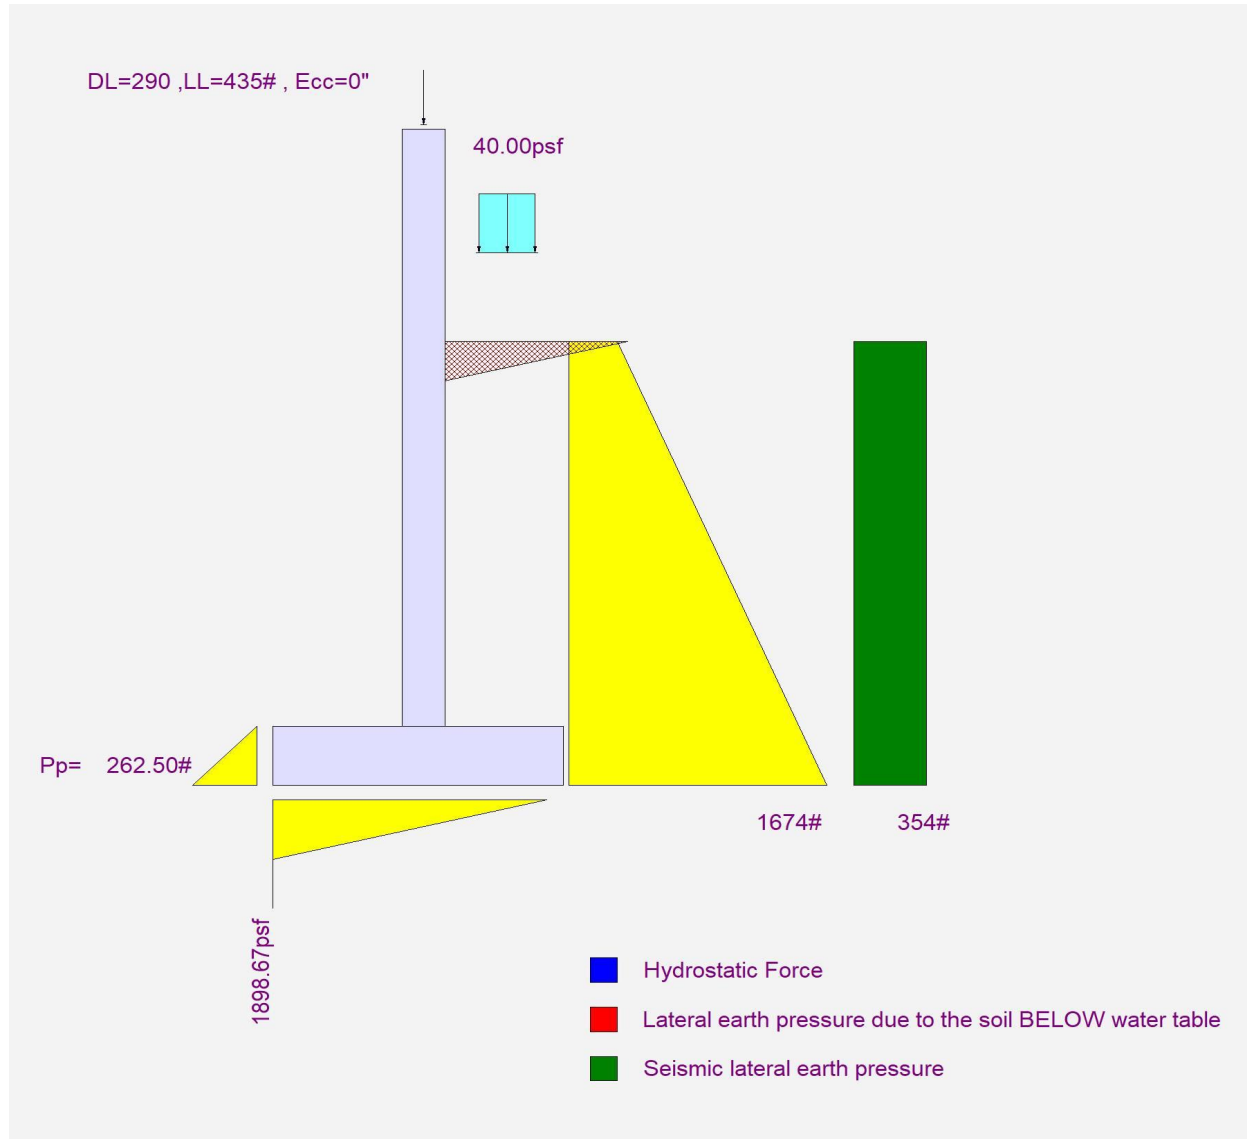 DL=290 ,LL=435# , Ecc=0"
40.00psf
Pp= 262.50#
1674#
354#
1898.67psf
Hydrostatic Force
Lateral earth pressure due to the soil BELOW water table
Seismic lateral earth pressure